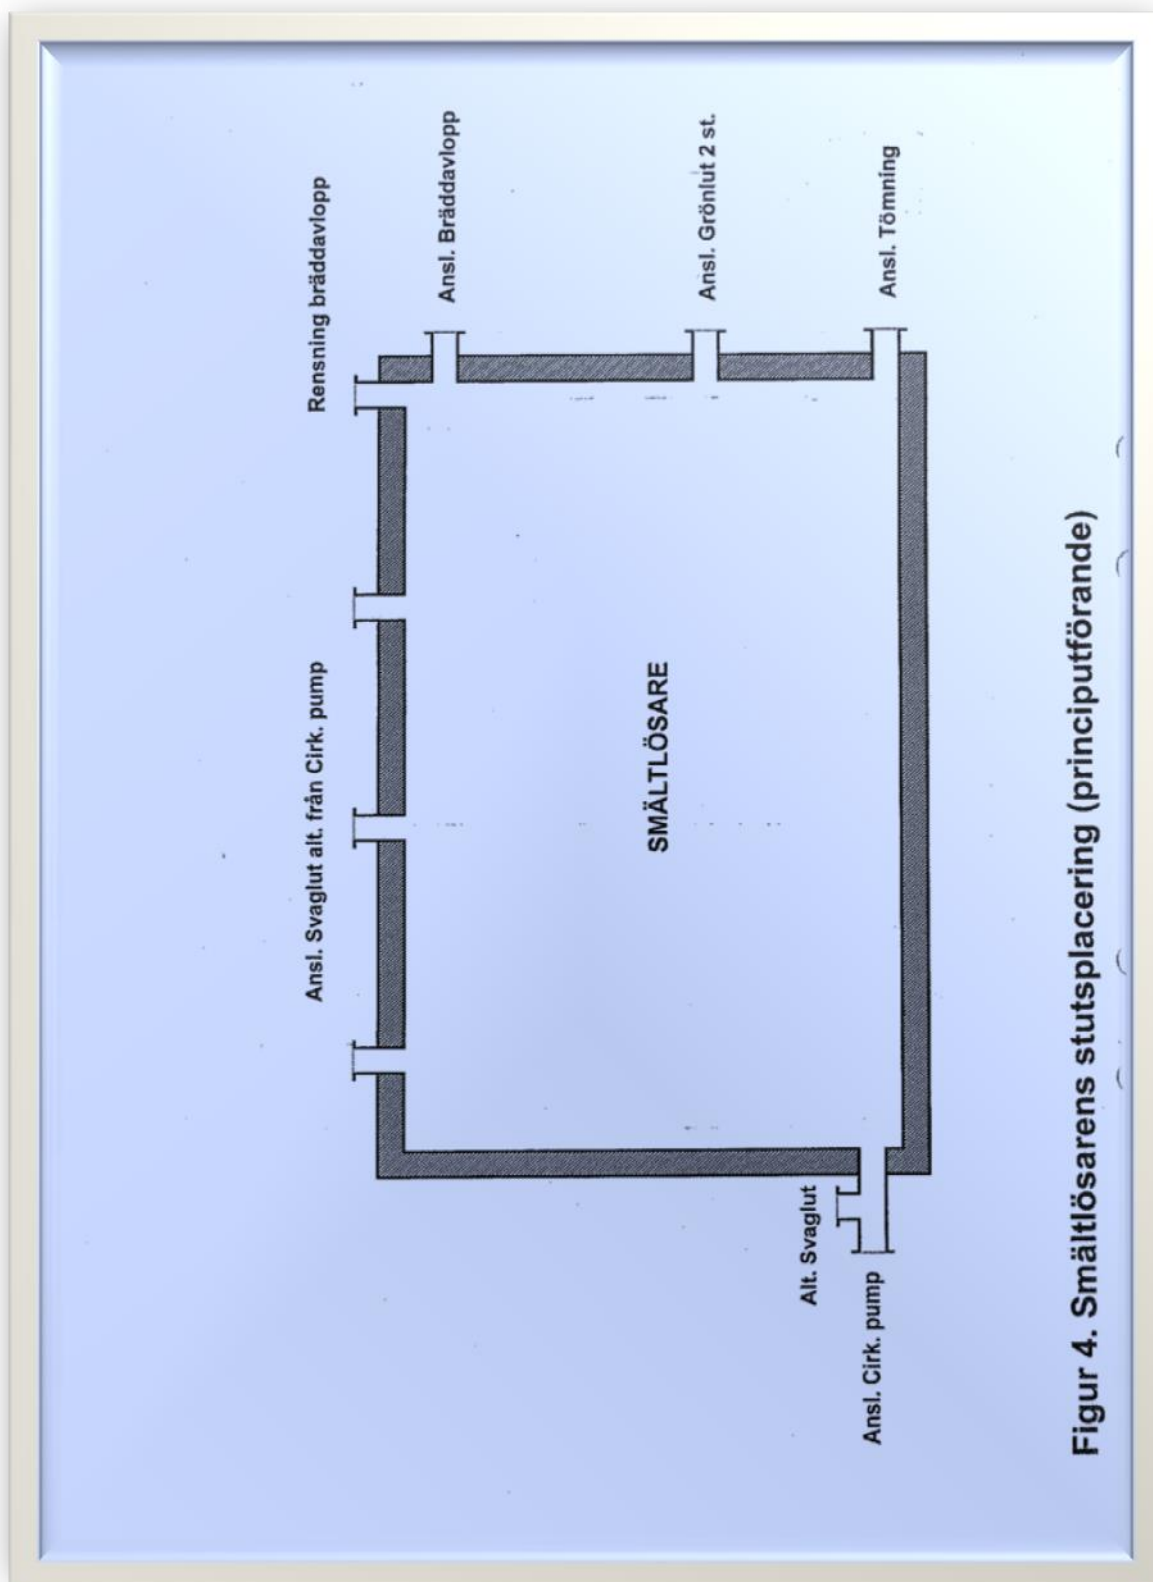 Rensning bräddavlopp
Ansl. Svaglut alt. från Cirk. pump
Ansl. Bräddavlopp
SMÄLTLÖSARE
Ansl. Grönlut 2 st.
Alt. Svaglut
Ansl. Cirk. pump
Ansl. Tömning
Figur 4. Smältlösarens stutsplacering (principutförande)